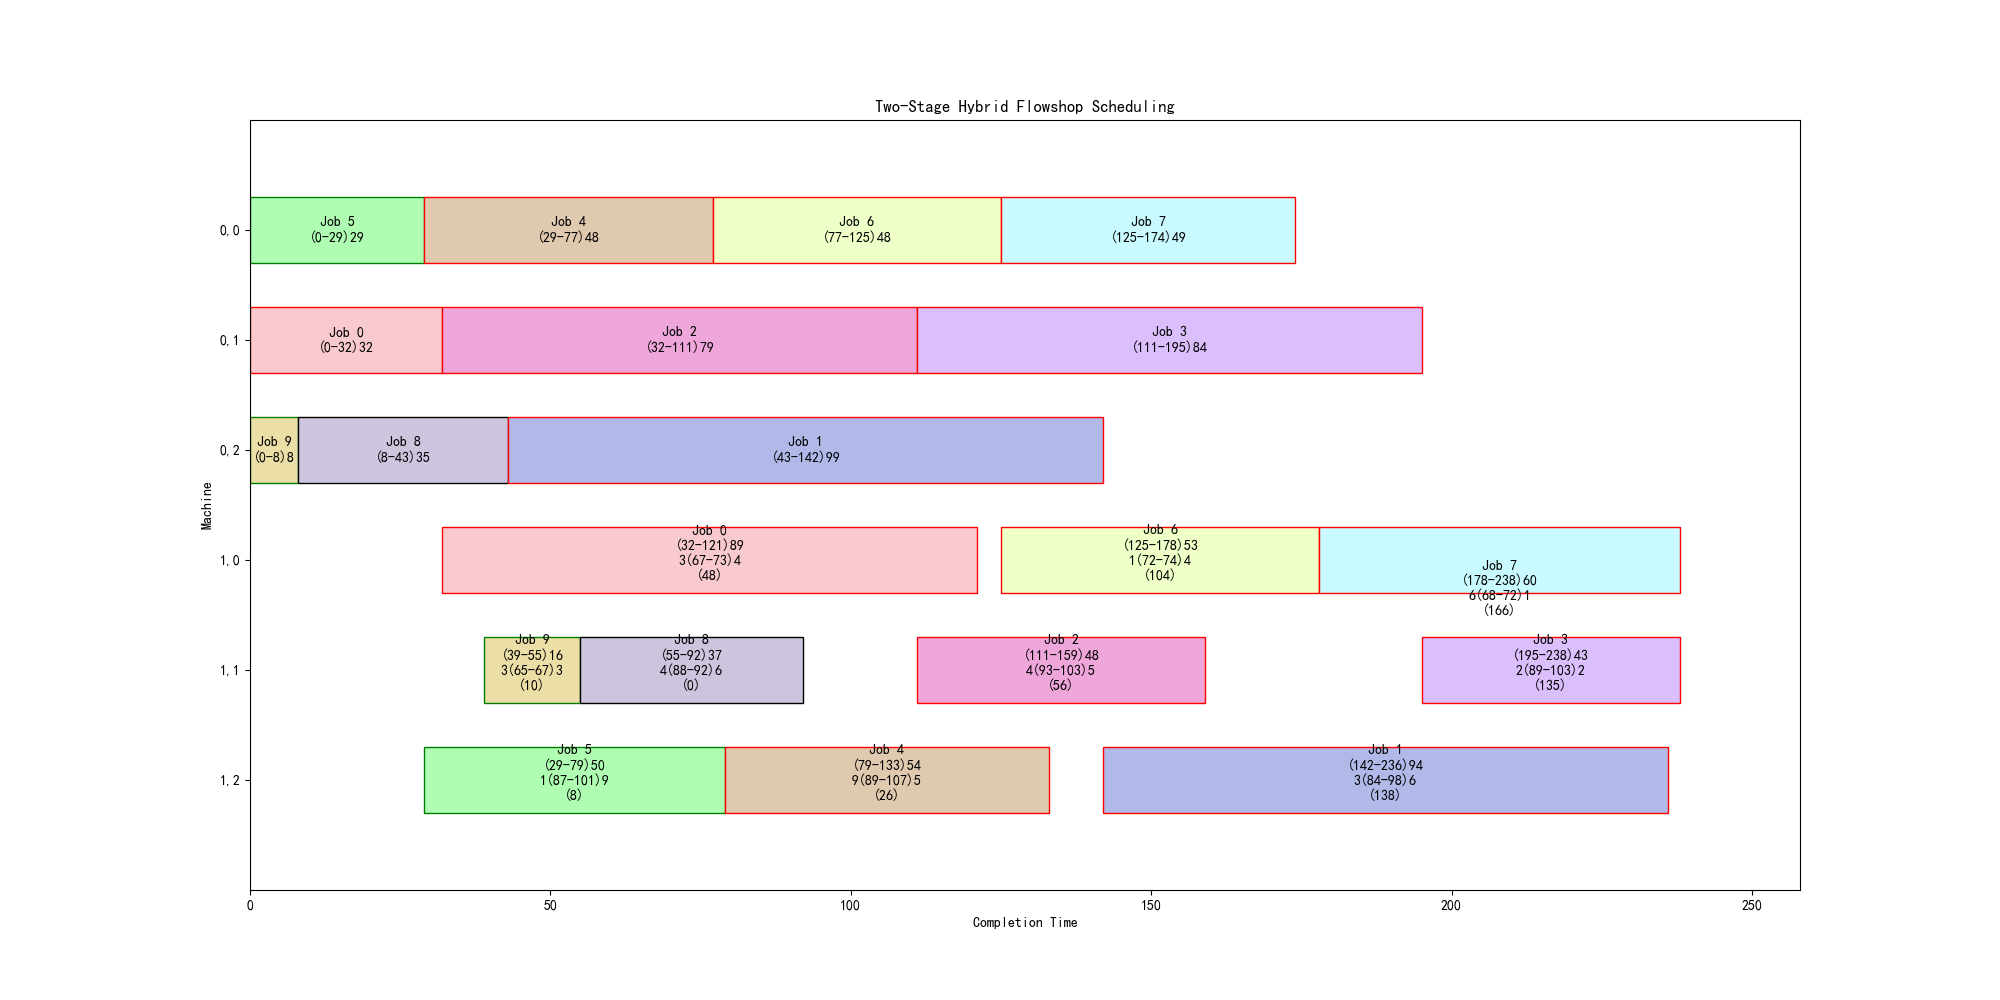 Two-Stage Hybrid Flowshop Scheduling
Machine
0,0
Job 5
(0-29)29
Job 4
(29-77)48
Job 6
(77-125)48
Job 7
(125-174)49
0,1
Job 0
(0-32)32
Job 2
(32-111)79
Job 3
(111-195)84
0,2
Job 9
(0-8)8
Job 8
(8-43)35
Job 1
(43-142)99
1,0
Job 0
(32-121)89
3(67-73)4
(48)
Job 6
(125-178)53
1(72-74)4
(104)
Job 7
(178-238)60
6(68-72)1
(166)
1,1
Job 9
(39-55)16
3(65-67)3
(10)
Job 8
(55-92)37
4(88-92)6
(0)
Job 2
(111-159)48
4(93-103)5
(56)
Job 3
(195-238)43
2(89-103)2
(135)
1,2
Job 5
(29-79)50
1(87-101)9
(8)
Job 4
(79-133)54
9(89-107)5
(26)
Job 1
(142-236)94
3(84-98)6
(138)
0
50
100
150
200
250
Completion Time